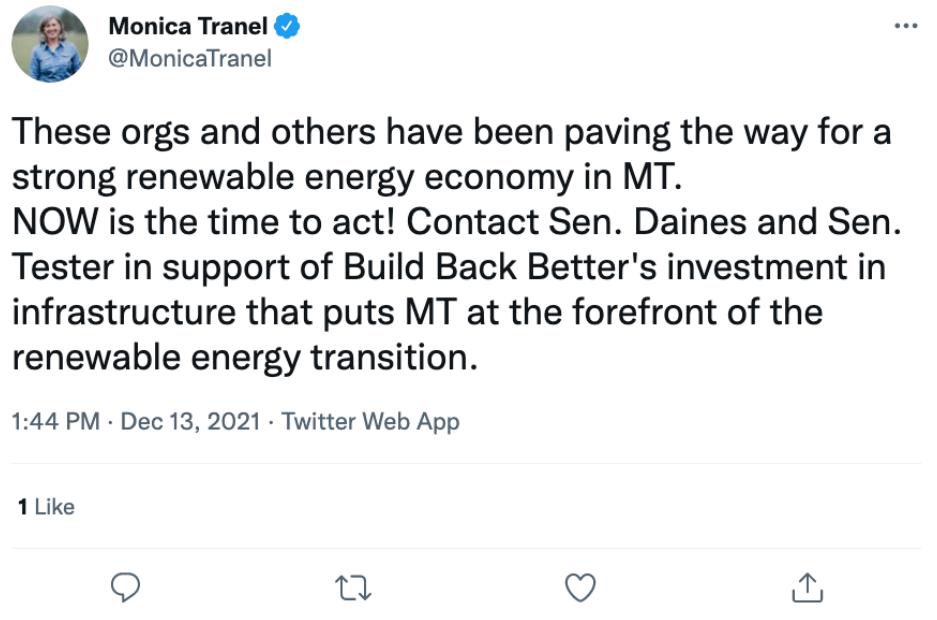 Monica Tranel
@MonicaTranel
These orgs and others have been paving the way for a
strong renewable energy economy in MT.
NOW is the time to act! Contact Sen. Daines and Sen.
Tester in support of Build Back Better's investment in
infrastructure that puts MT at the forefront of the
renewable energy transition.
1:44 PM · Dec 13, 2021 · Twitter Web App
1 Like